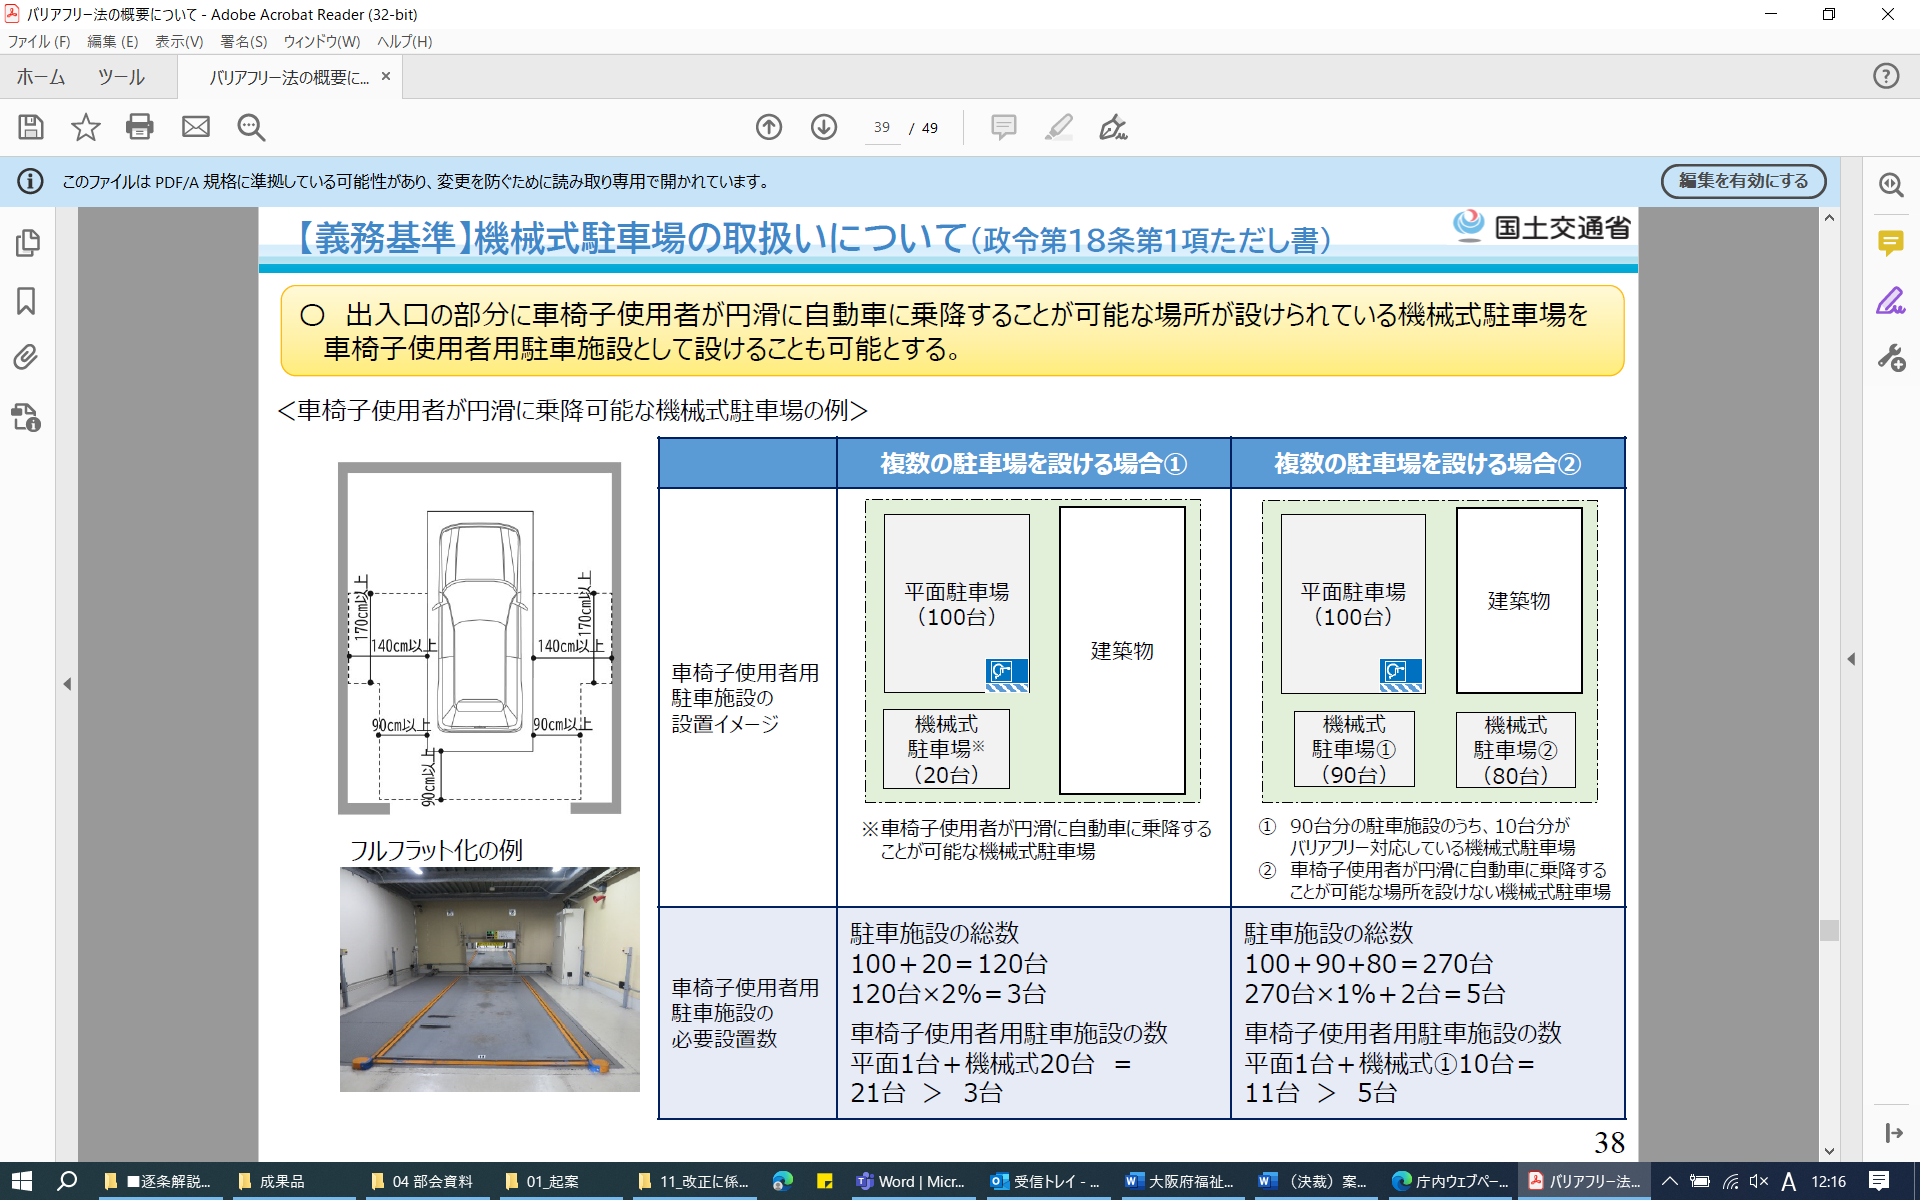 バリアフリー法の概要について - Adobe Acrobat Reader (32-bit)
ファイル (F) 編集 (E) 表示(V) 署名(S) ウィンドウ(W) ヘルプ(H)
ホーム ツール バリアフリー法の概要に... ×
39 / 49
このファイルは PDF/A 規格に準拠している可能性があり、変更を防ぐために読み取り専用で開かれています。
編集を有効にする
【義務基準】機械式駐車場の取扱いについて(政令第18条第1項ただし書)
国土交通省
○ 出入口の部分に車椅子使用者が円滑に自動車に乗降することが可能な場所が設けられている機械式駐車場を
車椅子使用者用駐車施設として設けることも可能とする。
＜車椅子使用者が円滑に乗降可能な機械式駐車場の例＞
170cm以上
170cm以上
140cm以上
140cm以上
90cm以上
90cm以上
90cm以上
フルフラット化の例
複数の駐車場を設ける場合①
複数の駐車場を設ける場合②
車椅子使用者用
駐車施設の
設置イメージ
平面駐車場
（100台）
建築物
機械式
駐車場※
（20台）
※車椅子使用者が円滑に自動車に乗降する
ことが可能な機械式駐車場
平面駐車場
（100台）
建築物
機械式
駐車場①
（90台）
機械式
駐車場②
（80台）
① 90台分の駐車施設のうち、10台分が
バリアフリー対応している機械式駐車場
② 車椅子使用者が円滑に自動車に乗降する
ことが可能な場所を設けない機械式駐車場
車椅子使用者用
駐車施設の
必要設置数
駐車施設の総数
100＋20＝120台
120台×2%＝3台
車椅子使用者用駐車施設の数
平面1台＋機械式20台 ＝
21台 ＞ 3台
駐車施設の総数
100＋90+80＝270台
270台×1%＋2台＝5台
車椅子使用者用駐車施設の数
平面1台＋機械式①10台＝
11台 ＞ 5台
38
■逐条解説... 成果品 04 部会資料 01_起案 11_改正に係... Word | Micr... 受信トレイ - ... 大阪府福祉... （決裁）案... 庁内ウェブペー... バリアフリー法... A 12:16